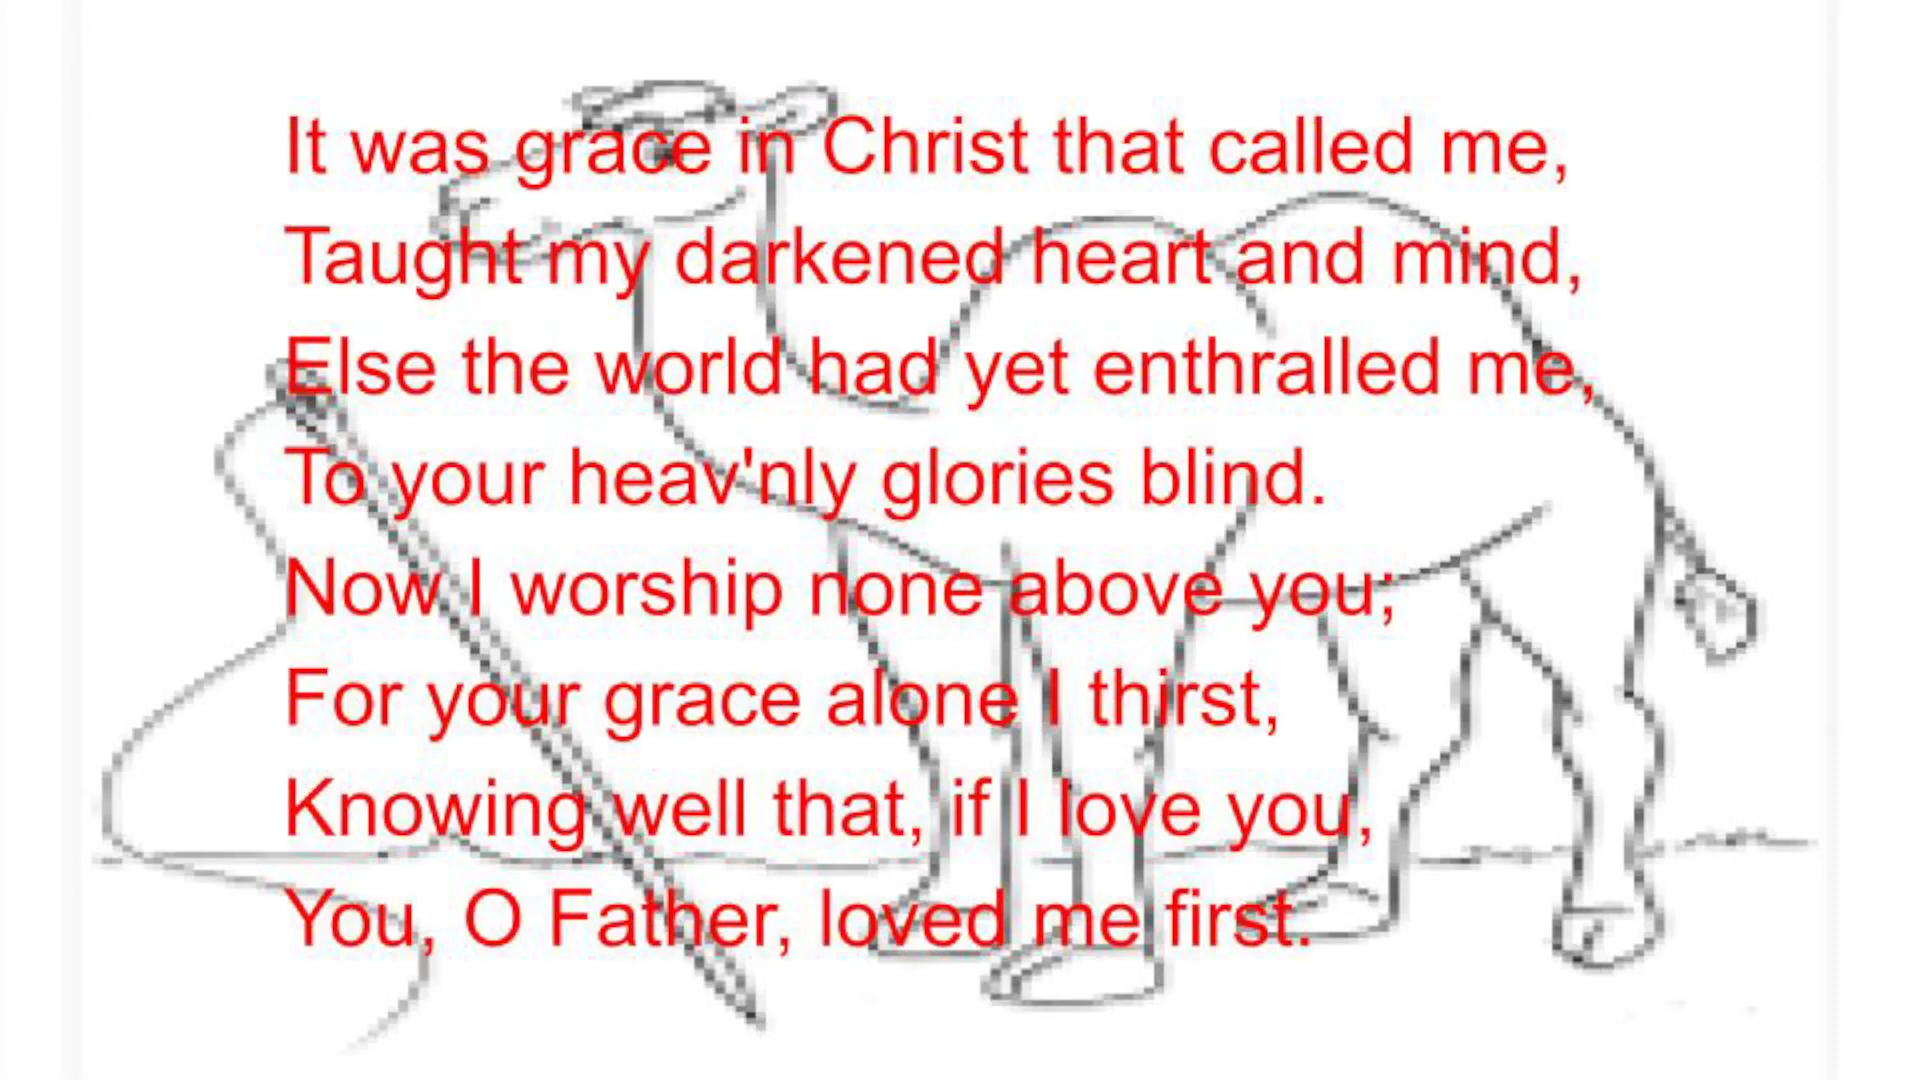 It was grace in Christ that called me,
Taught my darkened heart and mind,
Else the world had yet enthralled me,
To your heav'nly glories blind.
Now I worship none above you;
For your grace alone I thirst,
Knowing well that, if I love you,
You, O Father, loved me first.